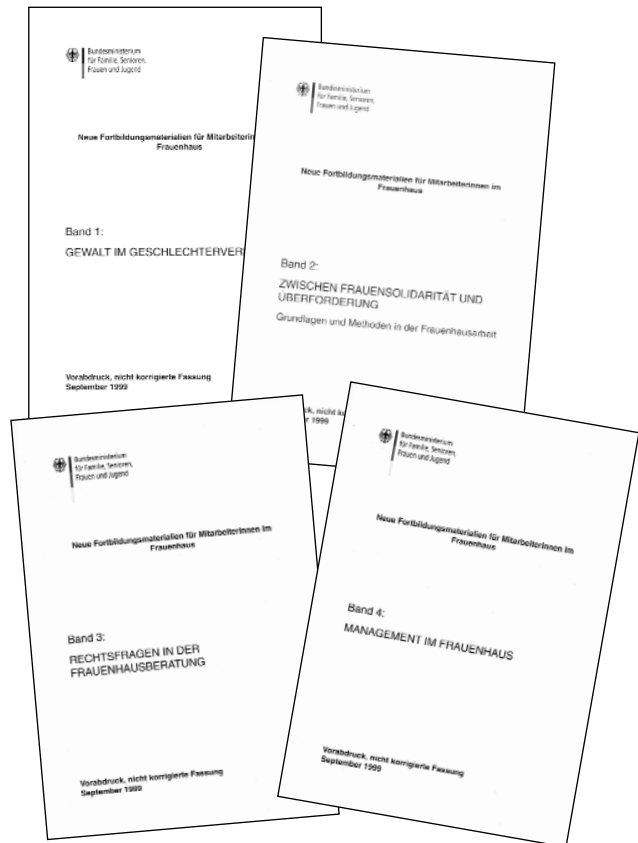 Bundesministerium
für Familie, Senioren,
Frauen und Jugend
Neue Fortbildungsmaterialien für Mitarbeiterin
Frauenhaus
Band 1:
GEWALT IM GESCHLECHTERVER
Vorabdruck, nicht korrigierte Fassung
September 1999
Bundesministerium
für Familie, Senioren,
Frauen und Jugend
Neue Fortbildungsmaterialien für Mitarbeiterinnen im
Frauenhaus
Band 2:
ZWISCHEN FRAUENSOLIDARITÄT UND
ÜBERFORDERUNG
Grundlagen und Methoden in der Frauenhausarbeit
ck, nicht ko
r 1999
Bundesministerium
für Familie, Senioren,
Frauen und Jugend
Neue Fortbildungsmaterialien für Mitarbeiterinnen im
Frauenhaus
Band 3:
RECHTSFRAGEN IN DER
FRAUENHAUSBERATUNG
Vorabdruck, nicht korrigierte Fassung
September 1999
Bundesministerium
für Familie, Senioren,
Frauen und Jugend
Neue Fortbildungsmaterialien für Mitarbeiterinnen im
Frauenhaus
Band 4:
MANAGEMENT IM FRAUENHAUS
Vorabdruck, nicht korrigierte Fassung
September 1999